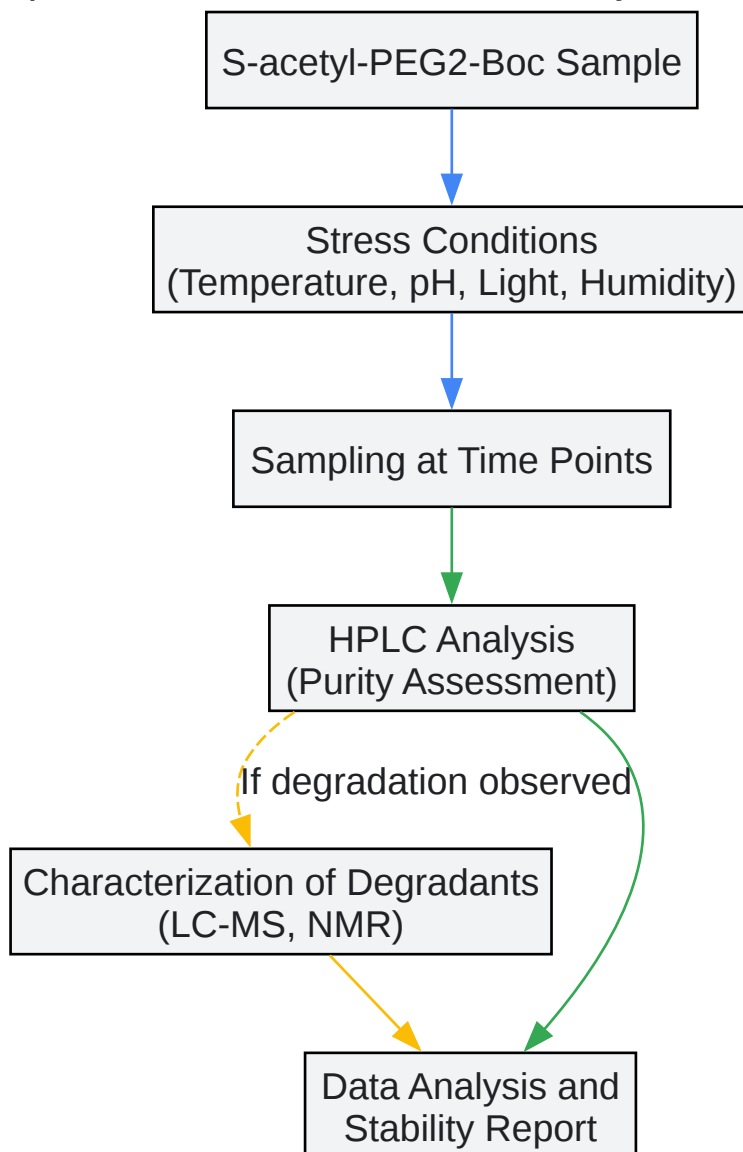 S-acetyl-PEG2-Boc Sample
Stress Conditions
(Temperature, pH, Light, Humidity)
Sampling at Time Points
HPLC Analysis
(Purity Assessment)
If degradation observed
Characterization of Degradants
(LC-MS, NMR)
Data Analysis and
Stability Report